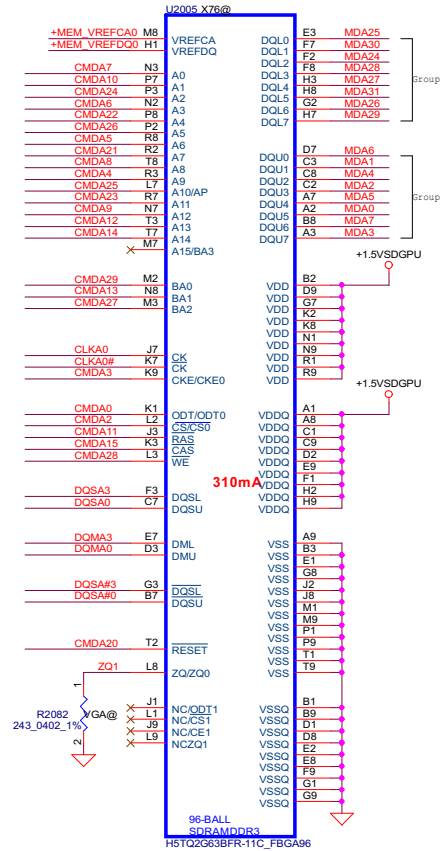 U2005 X76@
+MEM_VREFCA0 M8 VREFCA E3 DQL0 MDA25
+MEM_VREFDQ0 H1 VREFDQ F7 DQL1 MDA30
F2 DQL2 MDA24
CMDA7 N3 A0 F8 DQL3 MDA28
CMDA10 P7 A1 H3 DQL4 MDA27 Group
CMDA24 P3 A2 H8 DQL5 MDA31
CMDA6 N2 A3 G2 DQL6 MDA26
CMDA22 P8 A4 H7 DQL7 MDA29
CMDA26 P2 A5
CMDA5 R8 A6
CMDA21 R2 A7 D7 DQU0 MDA6
CMDA8 T8 A8 C3 DQU1 MDA1
CMDA4 R3 A9 C8 DQU2 MDA4
CMDA25 L7 A10/AP C2 DQU3 MDA2
CMDA23 R7 A11 A7 DQU4 MDA5 Group
CMDA9 N7 A12 A2 DQU5 MDA0
CMDA12 T3 A13 B8 DQU6 MDA7
CMDA14 T7 A14 A3 DQU7 MDA3
M7 A15/BA3
+1.5VSDGPU
CMDA29 M2 BA0 VDD B2
CMDA13 N8 BA1 VDD D9
CMDA27 M3 BA2 VDD G7
VDD K2
VDD K8
VDD N1
CLKA0 J7 CK VDD N9
CLKA0# K7 CK VDD R1
CMDA3 K9 CKE/CKE0 VDD R9
+1.5VSDGPU
CMDA0 K1 ODT/ODT0 VDDQ A1
CMDA2 L2 CS/CS0 VDDQ A8
CMDA11 J3 RAS VDDQ C1
CMDA15 K3 CAS VDDQ C9
CMDA28 L3 WE VDDQ D2
VDDQ E9
310mA VDDQ F1
DQSA3 F3 DQSL VDDQ H2
DQSA0 C7 DQSU VDDQ H9
DQMA3 E7 DML VSS A9
DQMA0 D3 DMU VSS B3
VSS E1
VSS G8
DQSA#3 G3 DQSL VSS J2
DQSA#0 B7 DQSU VSS J8
VSS M1
VSS M9
VSS P1
CMDA20 T2 RESET VSS P9
VSS T1
ZQ1 L8 ZQ/ZQ0 VSS T9
1
J1 NC/ODT1 VSSQ B1
R2082 VGA@ L1 NC/CS1 VSSQ B9
243_0402_1% J9 NC/CE1 VSSQ D1
2 L9 NCZQ1 VSSQ D8
VSSQ E2
VSSQ E8
VSSQ F9
VSSQ G1
VSSQ G9
96-BALL
SDRAMDDR3
H5TQ2G63BFR-11C_FBGA96